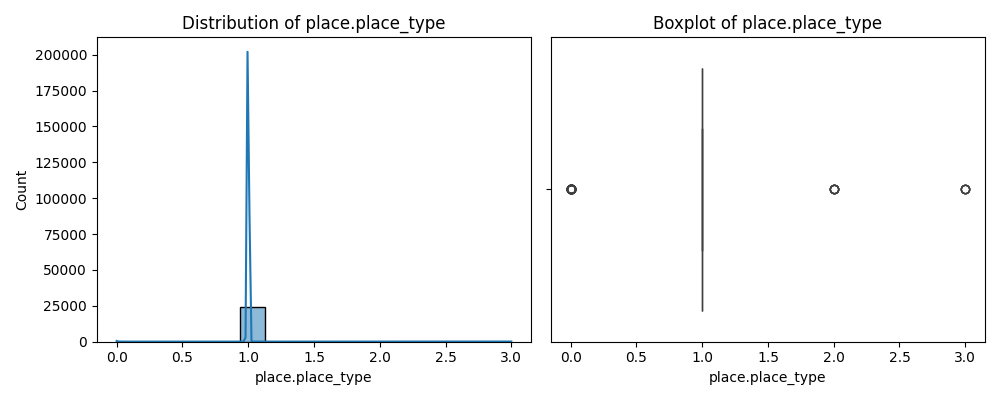 Distribution of place.place_type
Boxplot of place.place_type
200000
175000
150000
125000
100000
75000
50000
25000
0
Count
0.0 0.5 1.0 1.5 2.0 2.5 3.0
place.place_type
0.0 0.5 1.0 1.5 2.0 2.5 3.0
place.place_type